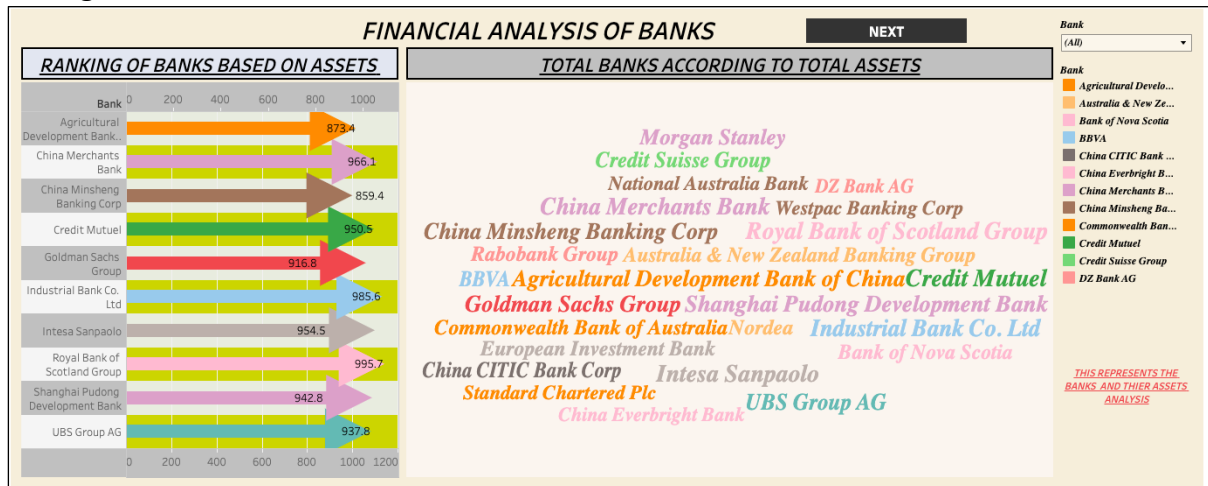 FINANCIAL ANALYSIS OF BANKS
NEXT
Bank
(All)
RANKING OF BANKS BASED ON ASSETS
TOTAL BANKS ACCORDING TO TOTAL ASSETS
Bank
0 200 400 600 800 1000
Agricultural
Development Bank..
873.4
China Merchants
Bank
966.1
China Minsheng
Banking Corp
859.4
Credit Mutuel
950.5
Goldman Sachs
Group
916.8
Industrial Bank Co.
Ltd
985.6
Intesa Sanpaolo
954.5
Royal Bank of
Scotland Group
995.7
Shanghai Pudong
Development Bank
942.8
UBS Group AG
937.8
0 200 400 600 800 1000 1200
Morgan Stanley
Credit Suisse Group
National Australia Bank DZ Bank AG
China Merchants Bank Westpac Banking Corp
China Minsheng Banking Corp Royal Bank of Scotland Group
Rabobank Group Australia & New Zealand Banking Group
BBVA Agricultural Development Bank of China Credit Mutuel
Goldman Sachs Group Shanghai Pudong Development Bank
Commonwealth Bank of Australia Nordea Industrial Bank Co. Ltd
European Investment Bank Bank of Nova Scotia
China CITIC Bank Corp Intesa Sanpaolo
Standard Chartered Plc UBS Group AG
China Everbright Bank
Bank
Agricultural Develo...
Australia & New Ze...
Bank of Nova Scotia
BBVA
China CITIC Bank ...
China Everbright B...
China Merchants B...
China Minsheng Ba...
Commonwealth Ban...
Credit Mutuel
Credit Suisse Group
DZ Bank AG
THIS REPRESENTS THE
BANKS AND THIER ASSETS
ANALYSIS